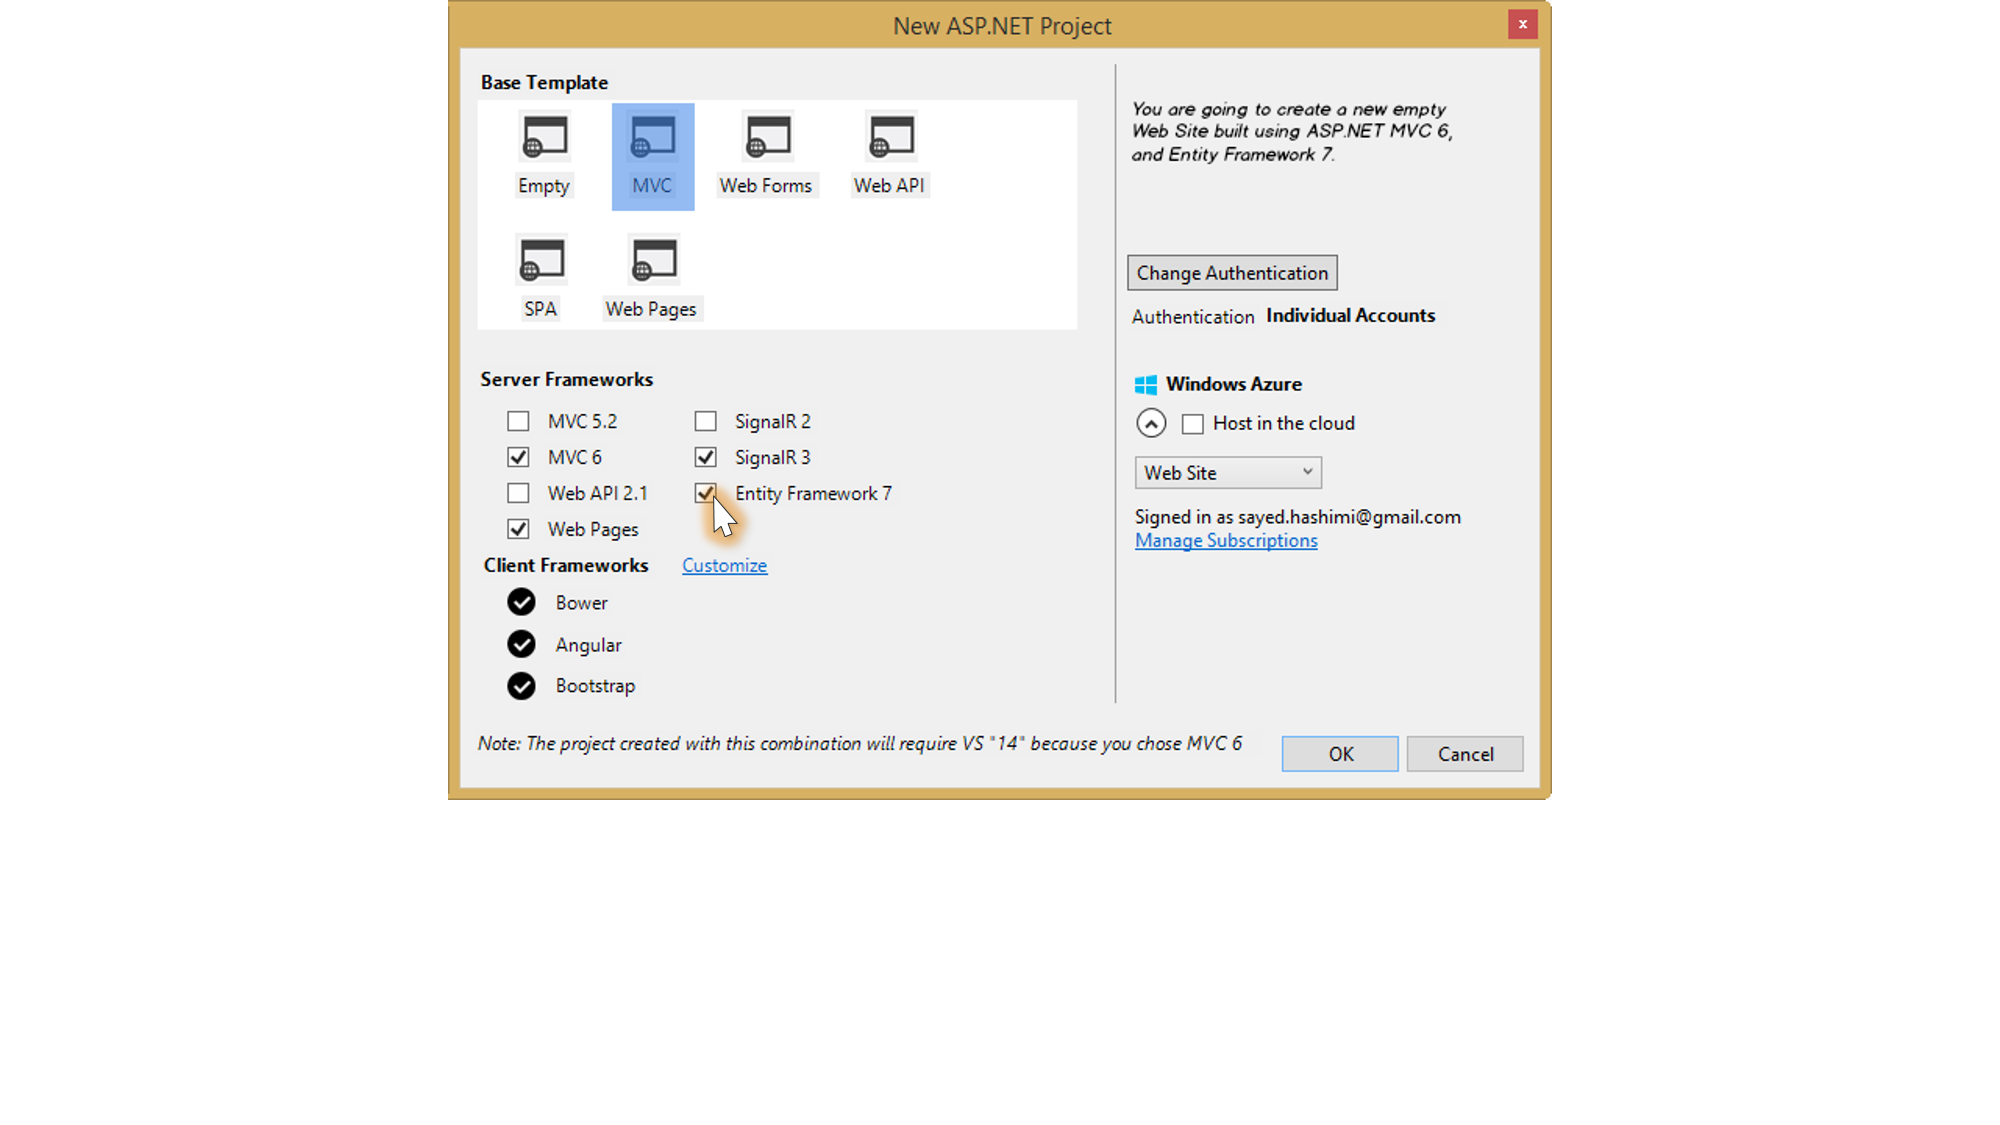 New ASP.NET Project
x
Base Template
Empty
MVC
Web Forms
Web API
SPA
Web Pages
Server Frameworks
MVC 5.2
SignalR 2
MVC 6
SignalR 3
Web API 2.1
Entity Framework 7
Web Pages
Client Frameworks
Customize
Bower
Angular
Bootstrap
Note: The project created with this combination will require VS "14" because you chose MVC 6
You are going to create a new empty
Web Site built using ASP.NET MVC 6,
and Entity Framework 7.
Change Authentication
Authentication Individual Accounts
Windows Azure
Host in the cloud
Web Site
Signed in as sayed.hashimi@gmail.com
Manage Subscriptions
OK
Cancel